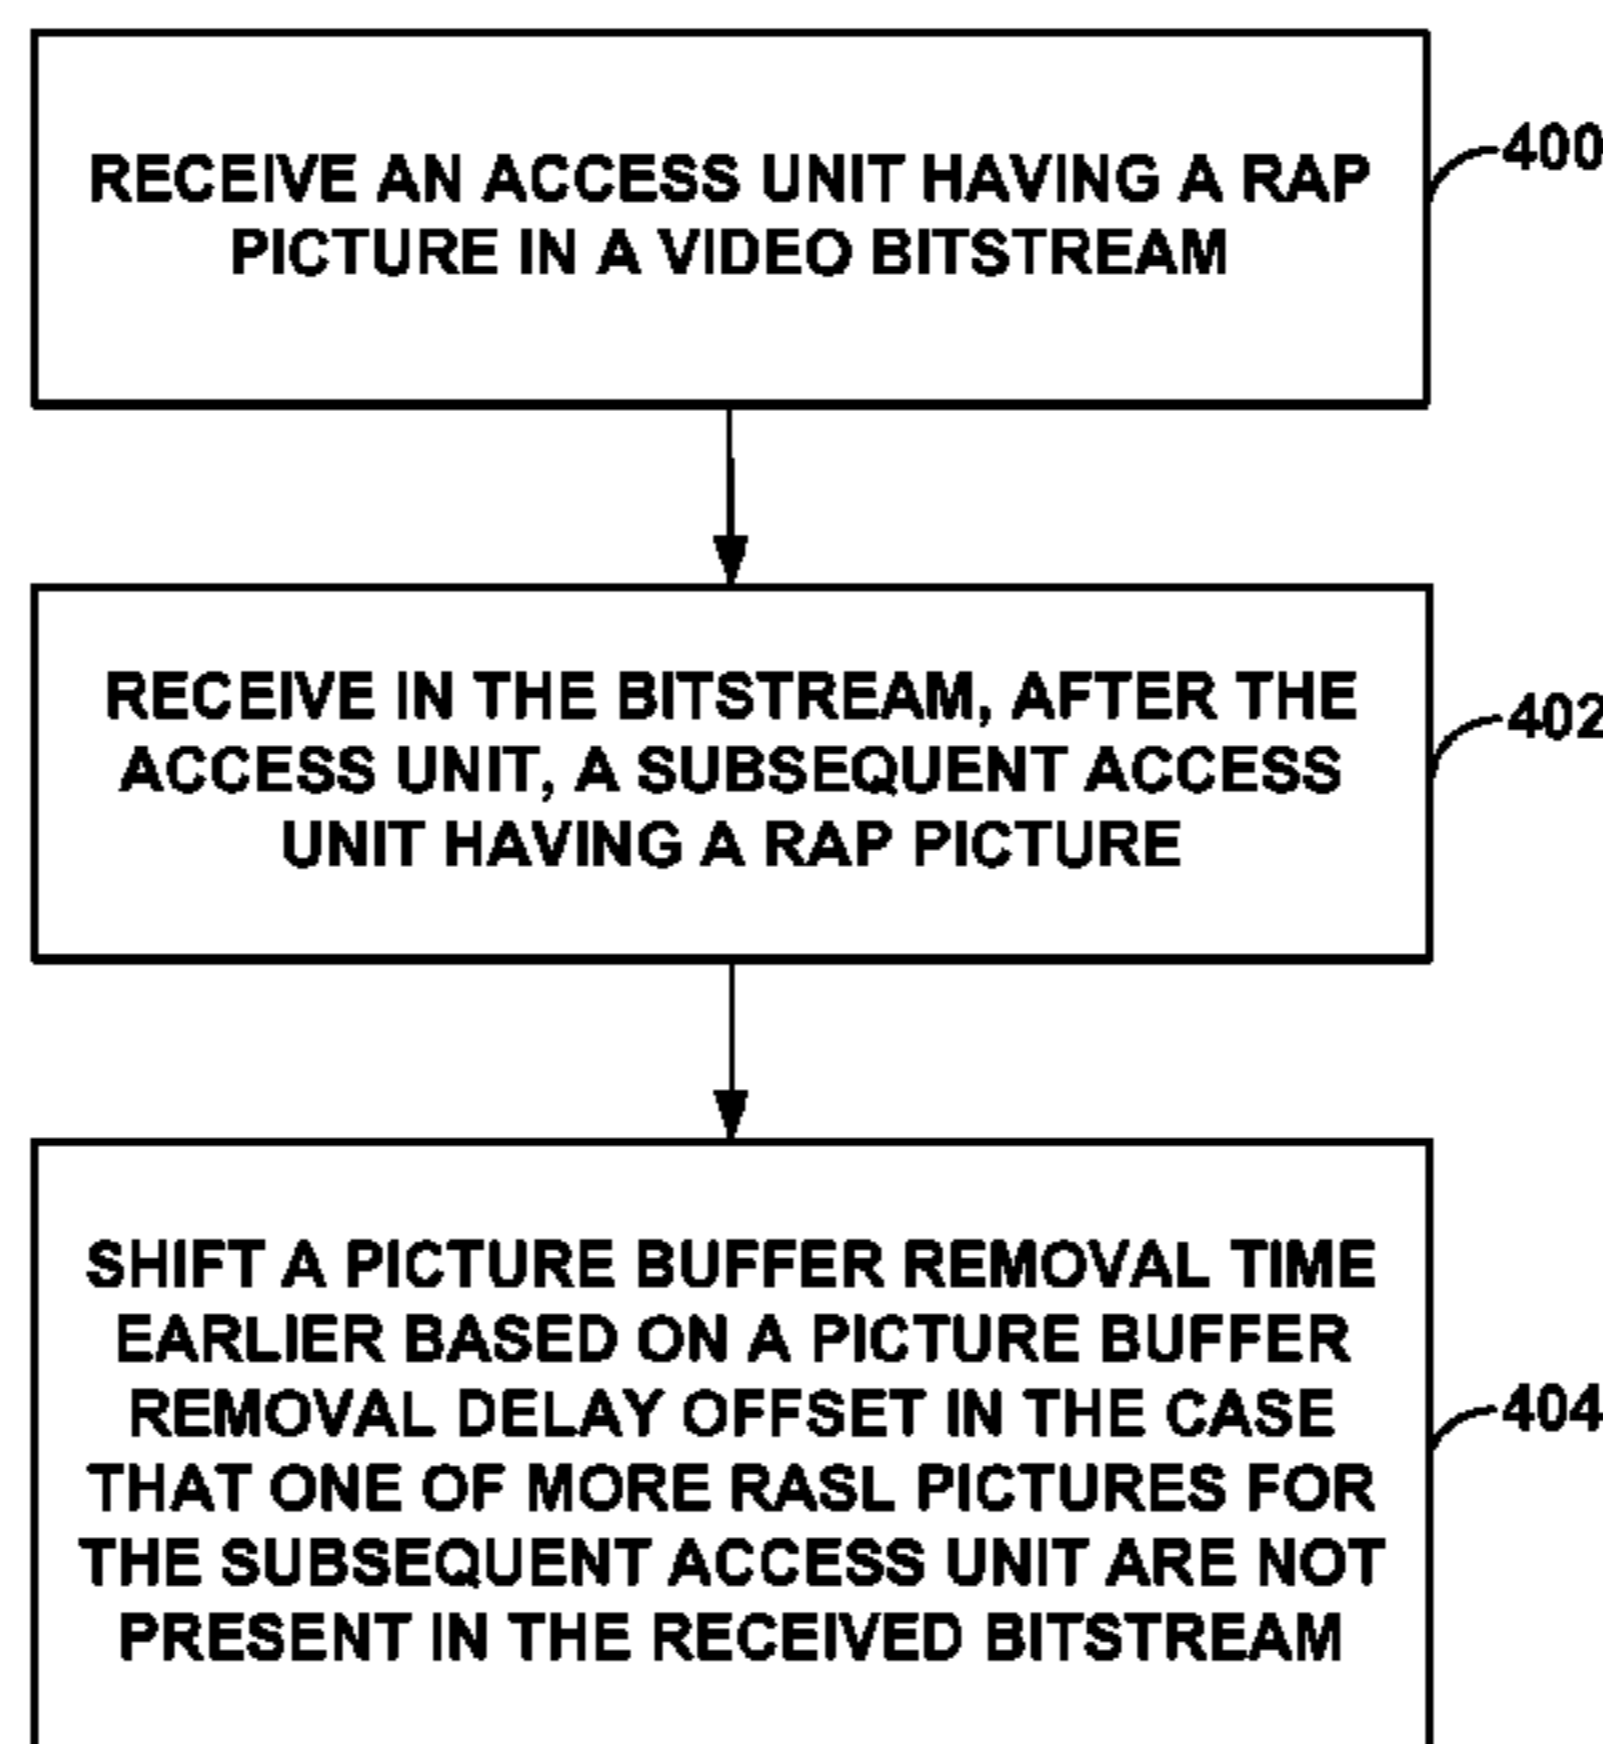 RECEIVE AN ACCESS UNIT HAVING A RAP
PICTURE IN A VIDEO BITSTREAM
400
RECEIVE IN THE BITSTREAM, AFTER THE
ACCESS UNIT, A SUBSEQUENT ACCESS
UNIT HAVING A RAP PICTURE
402
SHIFT A PICTURE BUFFER REMOVAL TIME
EARLIER BASED ON A PICTURE BUFFER
REMOVAL DELAY OFFSET IN THE CASE
THAT ONE OF MORE RASL PICTURES FOR
THE SUBSEQUENT ACCESS UNIT ARE NOT
PRESENT IN THE RECEIVED BITSTREAM
404